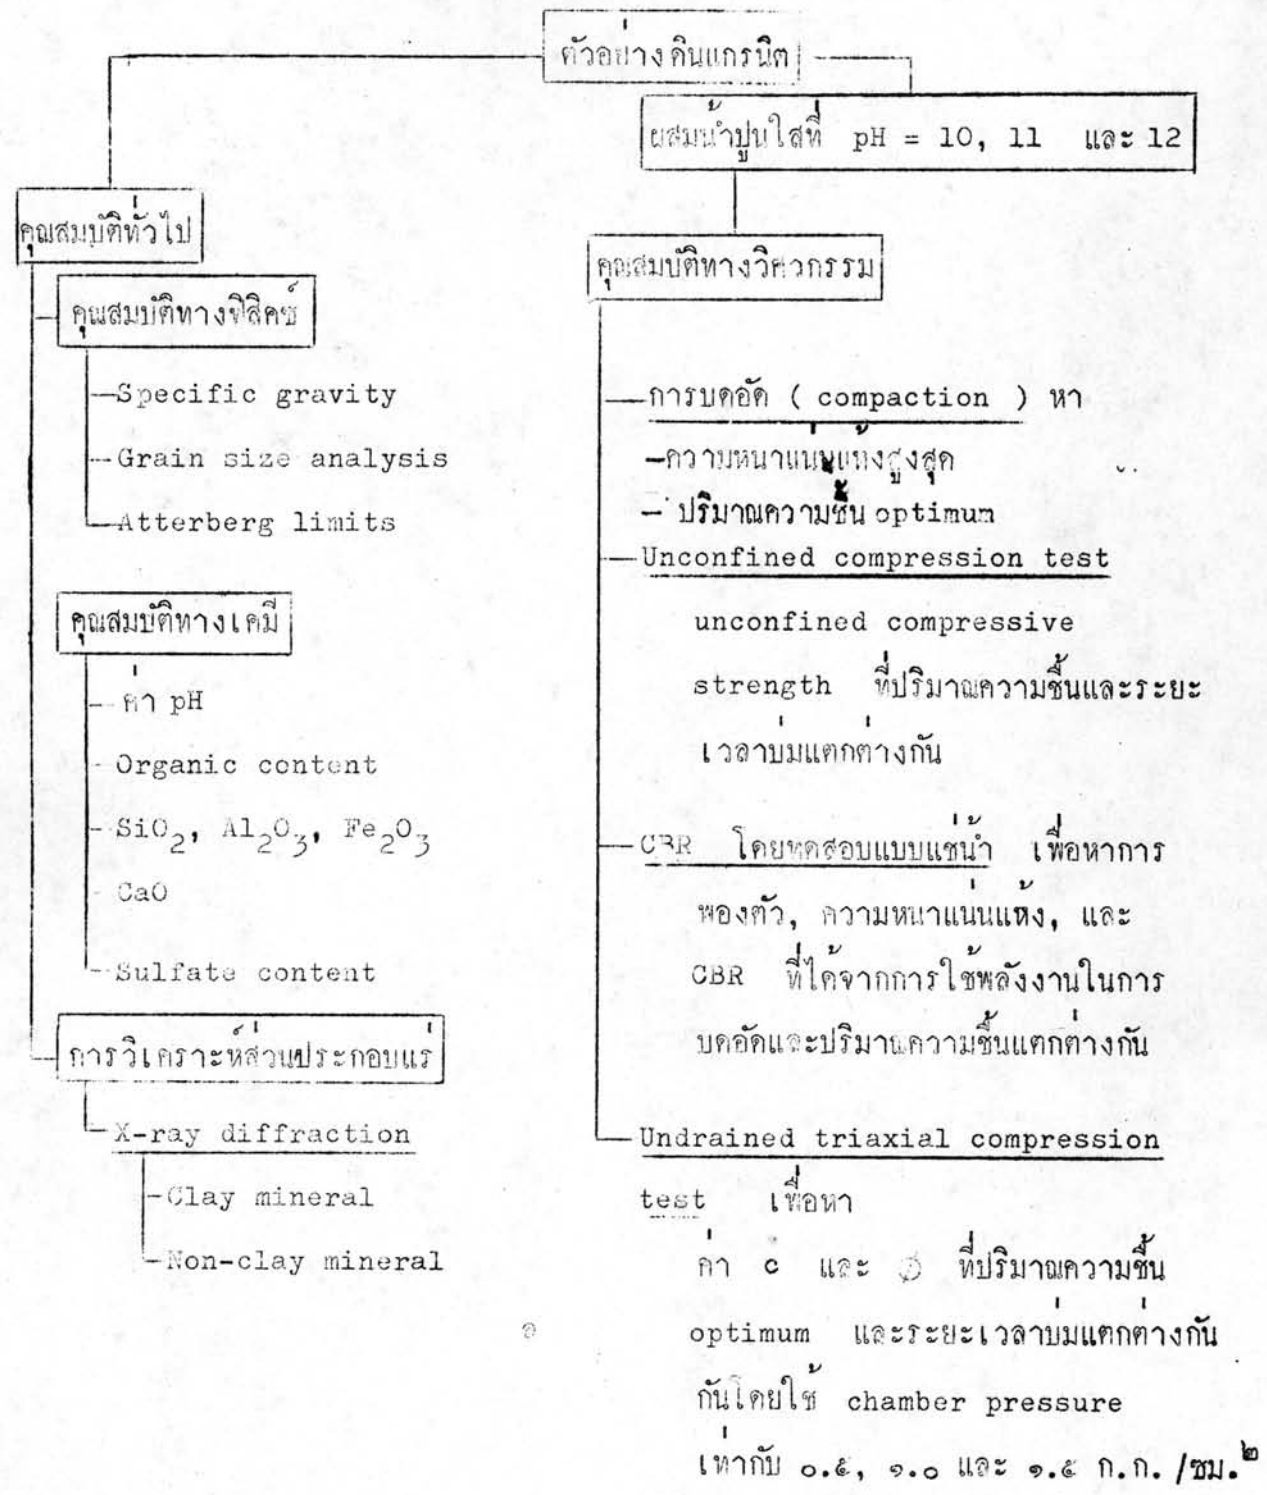 ตัวอย่างดินแกรนิต
ผสมน้ำปูนใสที่ pH = 10, 11 และ 12
คุณสมบัติทั่วไป
คุณสมบัติทางฟิสิคซ์
—Specific gravity
—Grain size analysis
—Atterberg limits
คุณสมบัติทางเคมี
- ค่า pH
- Organic content
- SiO₂, Al₂O₃, Fe₂O₃
- CaO
- Sulfate content
การวิเคราะห์ส่วนประกอบแร่
- X-ray diffraction
- Clay mineral
- Non-clay mineral
คุณสมบัติทางวิศวกรรม
—การบดอัด ( compaction ) หา
—ความหนาแน่นแห้งสูงสุด
— ปริมาณความชื้น optimum
—Unconfined compression test
unconfined compressive
strength ที่ปริมาณความชื้นและระยะ
เวลาบ่มแตกต่างกัน
—CBR โดยทดสอบแบบแช่น้ำ เพื่อหาการ
พองตัว, ความหนาแน่นแห้ง, และ
CBR ที่ได้จากการใช้พลังงานในการ
บดอัดและปริมาณความชื้นแตกต่างกัน
—Undrained triaxial compression
test เพื่อหา
ค่า c และ ∅ ที่ปริมาณความชื้น
optimum และระยะเวลาบ่มแตกต่างกัน
กันโดยใช้ chamber pressure
เท่ากับ ๐.๕, ๑.๐ และ ๑.๕ ก.ก. /ซม.๒